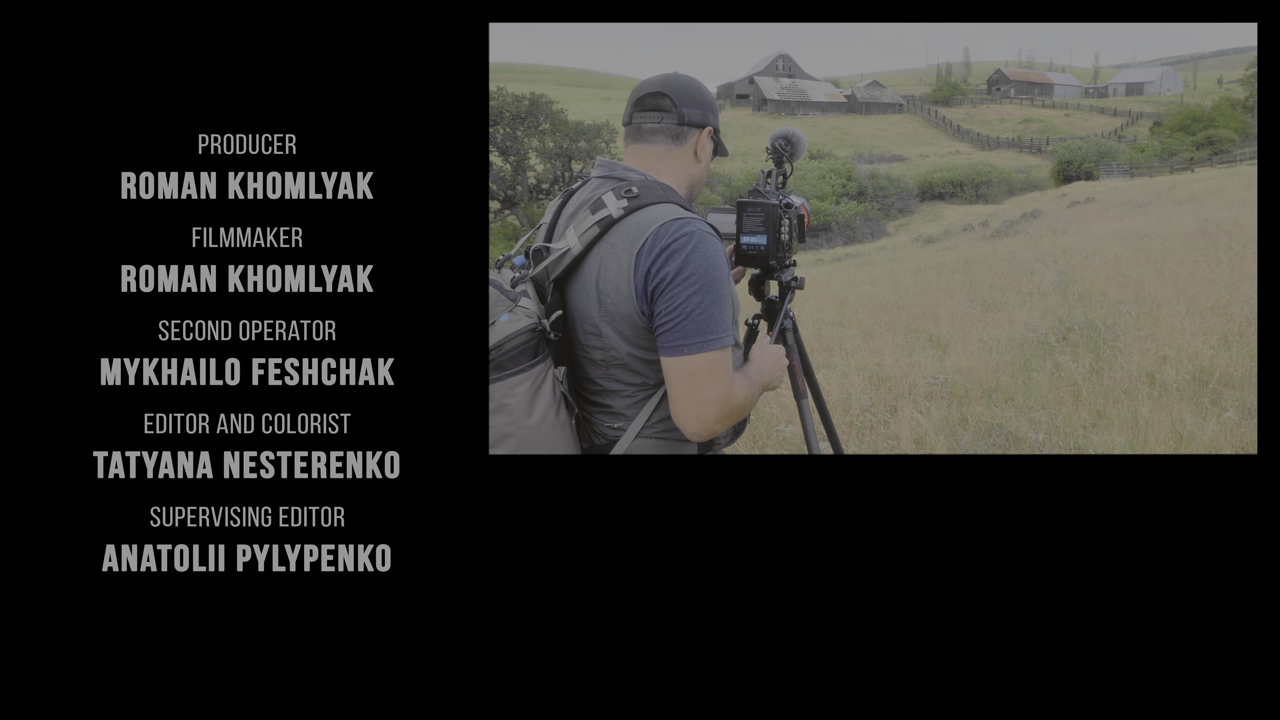 PRODUCER
ROMAN KHOMLYAK
FILMMAKER
ROMAN KHOMLYAK
SECOND OPERATOR
MYKHAILO FESHCHAK
EDITOR AND COLORIST
TATYANA NESTERENKO
SUPERVISING EDITOR
ANATOLII PYLYPENKO